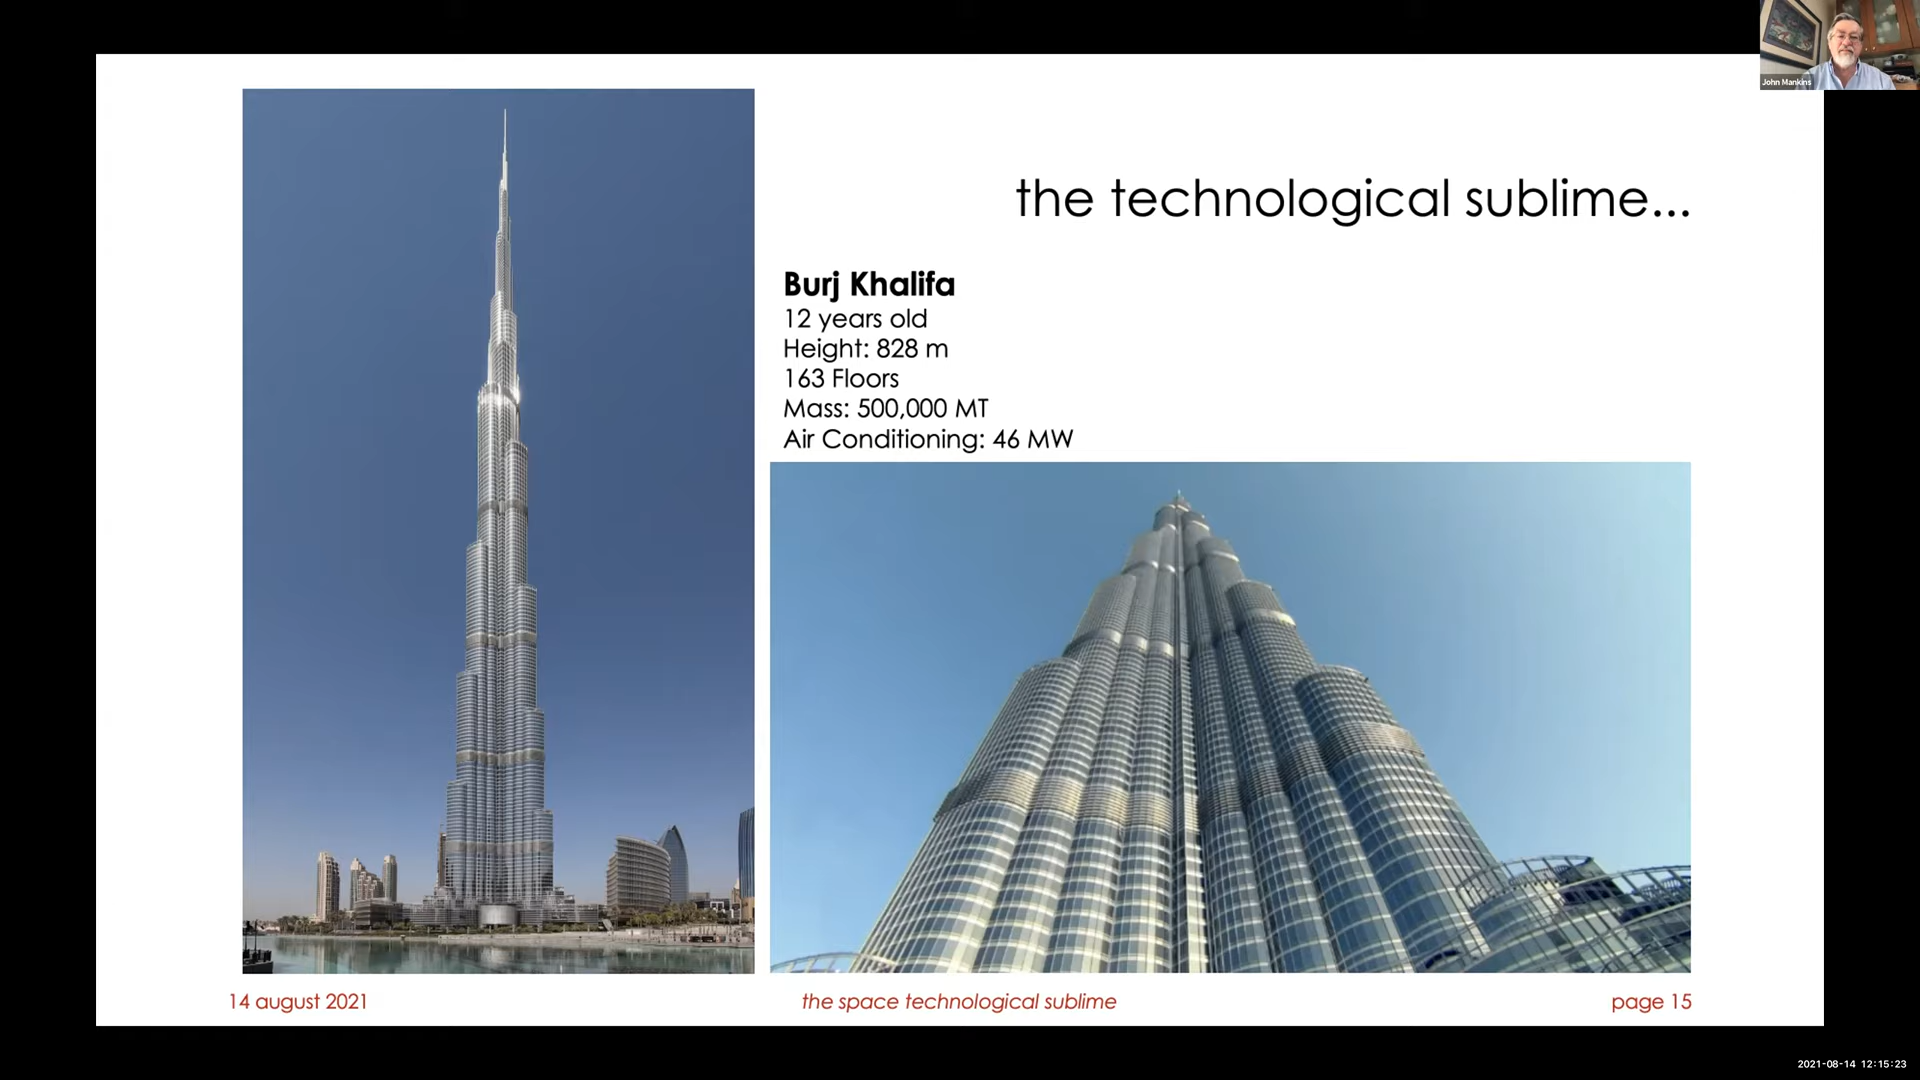 John Mankins
the technological sublime...
Burj Khalifa
12 years old
Height: 828 m
163 Floors
Mass: 500,000 MT
Air Conditioning: 46 MW
14 august 2021
the space technological sublime
page 15
2021-08-14 12:15:23